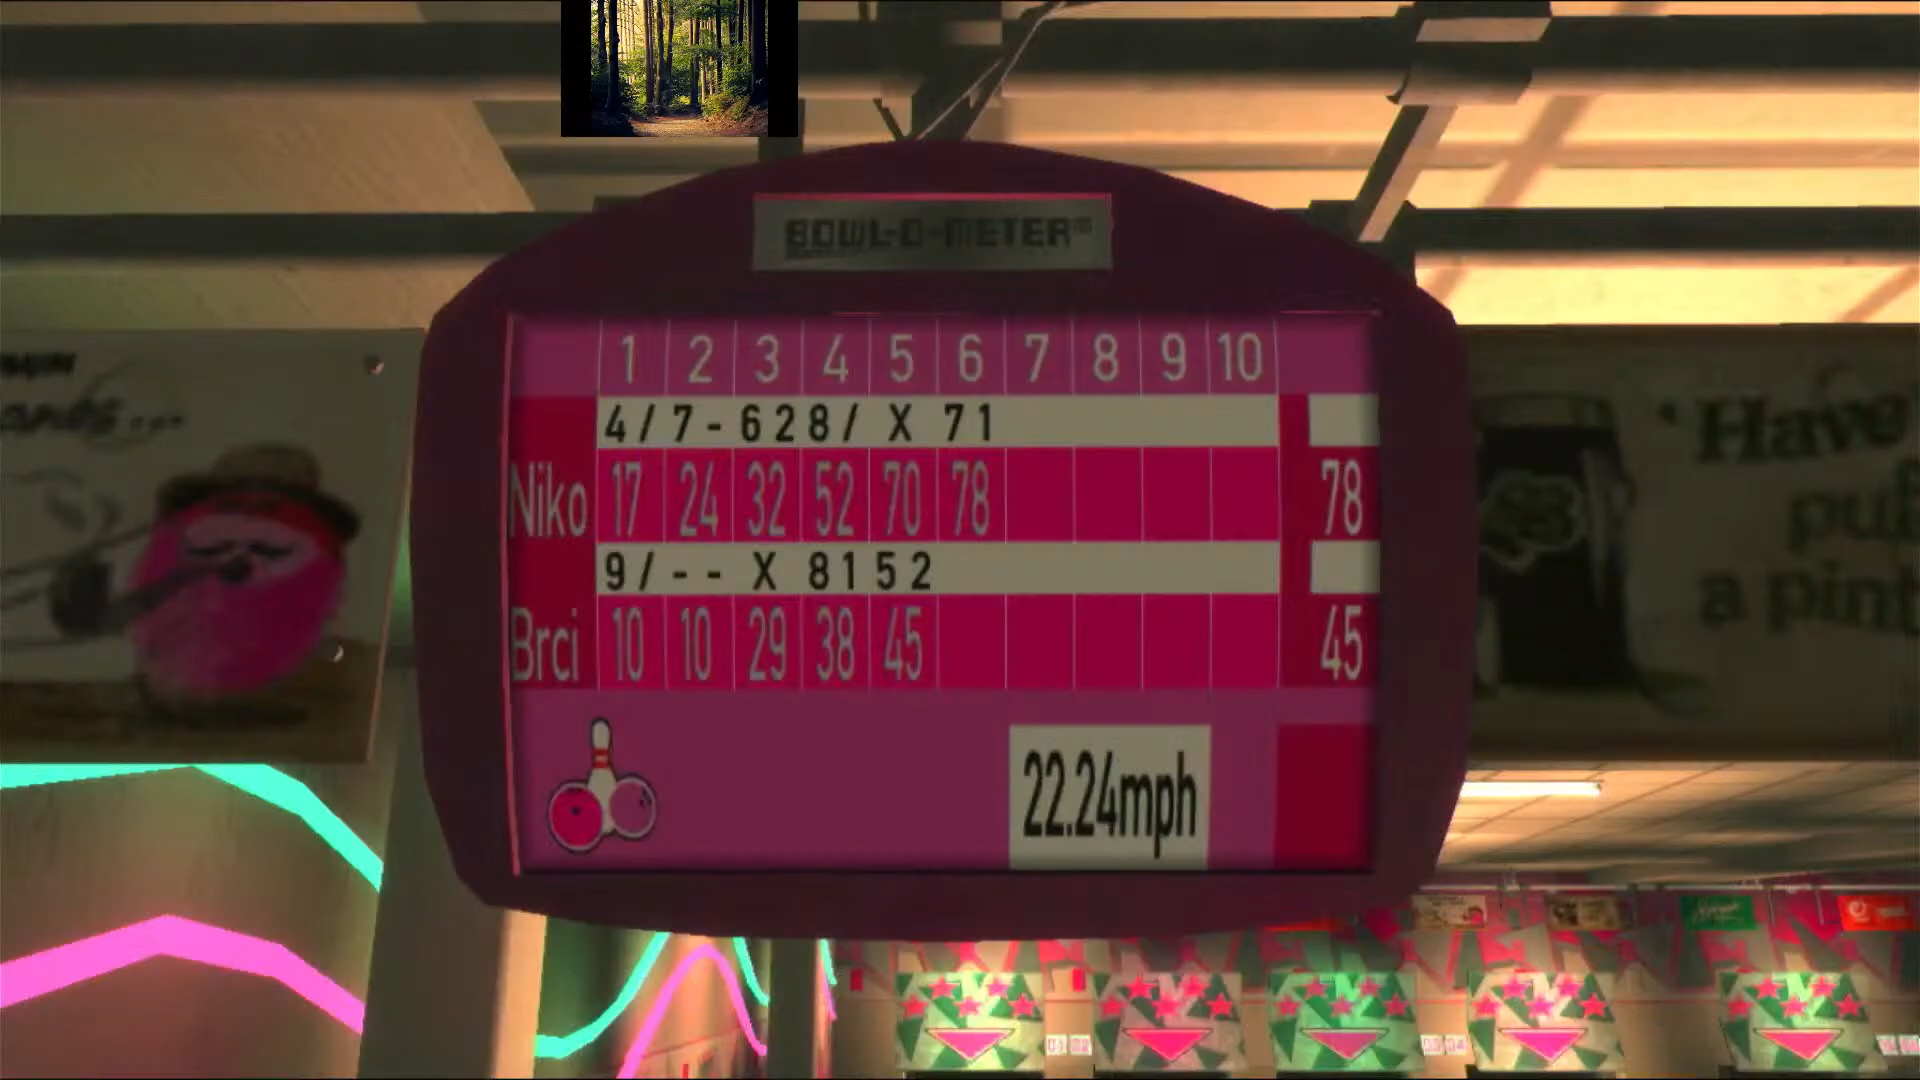 BOWL-O-METER
1 2 3 4 5 6 7 8 9 10
4 / 7 - 6 2 8 / X 7 1
Niko 17 24 32 52 70 78 78
9 / - - X 8 1 5 2
Brci 10 10 29 38 45 45
22.24mph
Have
a pint